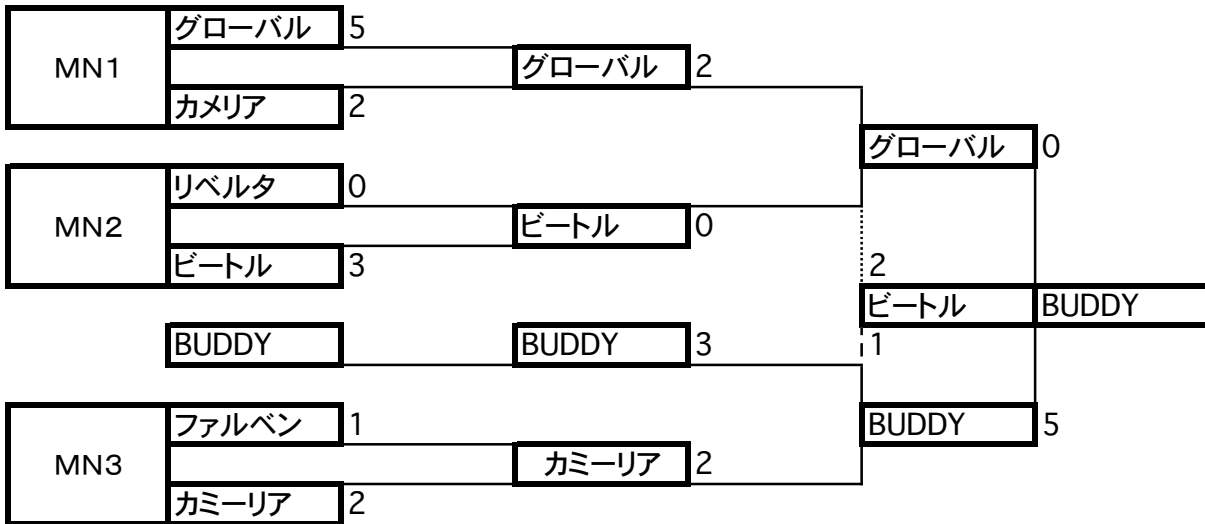 グローバル 5
MN1 グローバル 2
カメリア 2
グローバル 0
リベルタ 0
MN2 ビートル 0
ビートル 3 2
ビートル BUDDY
BUDDY BUDDY 3 1
ファルベン 1 BUDDY 5
MN3 カミーリア 2
カミーリア 2